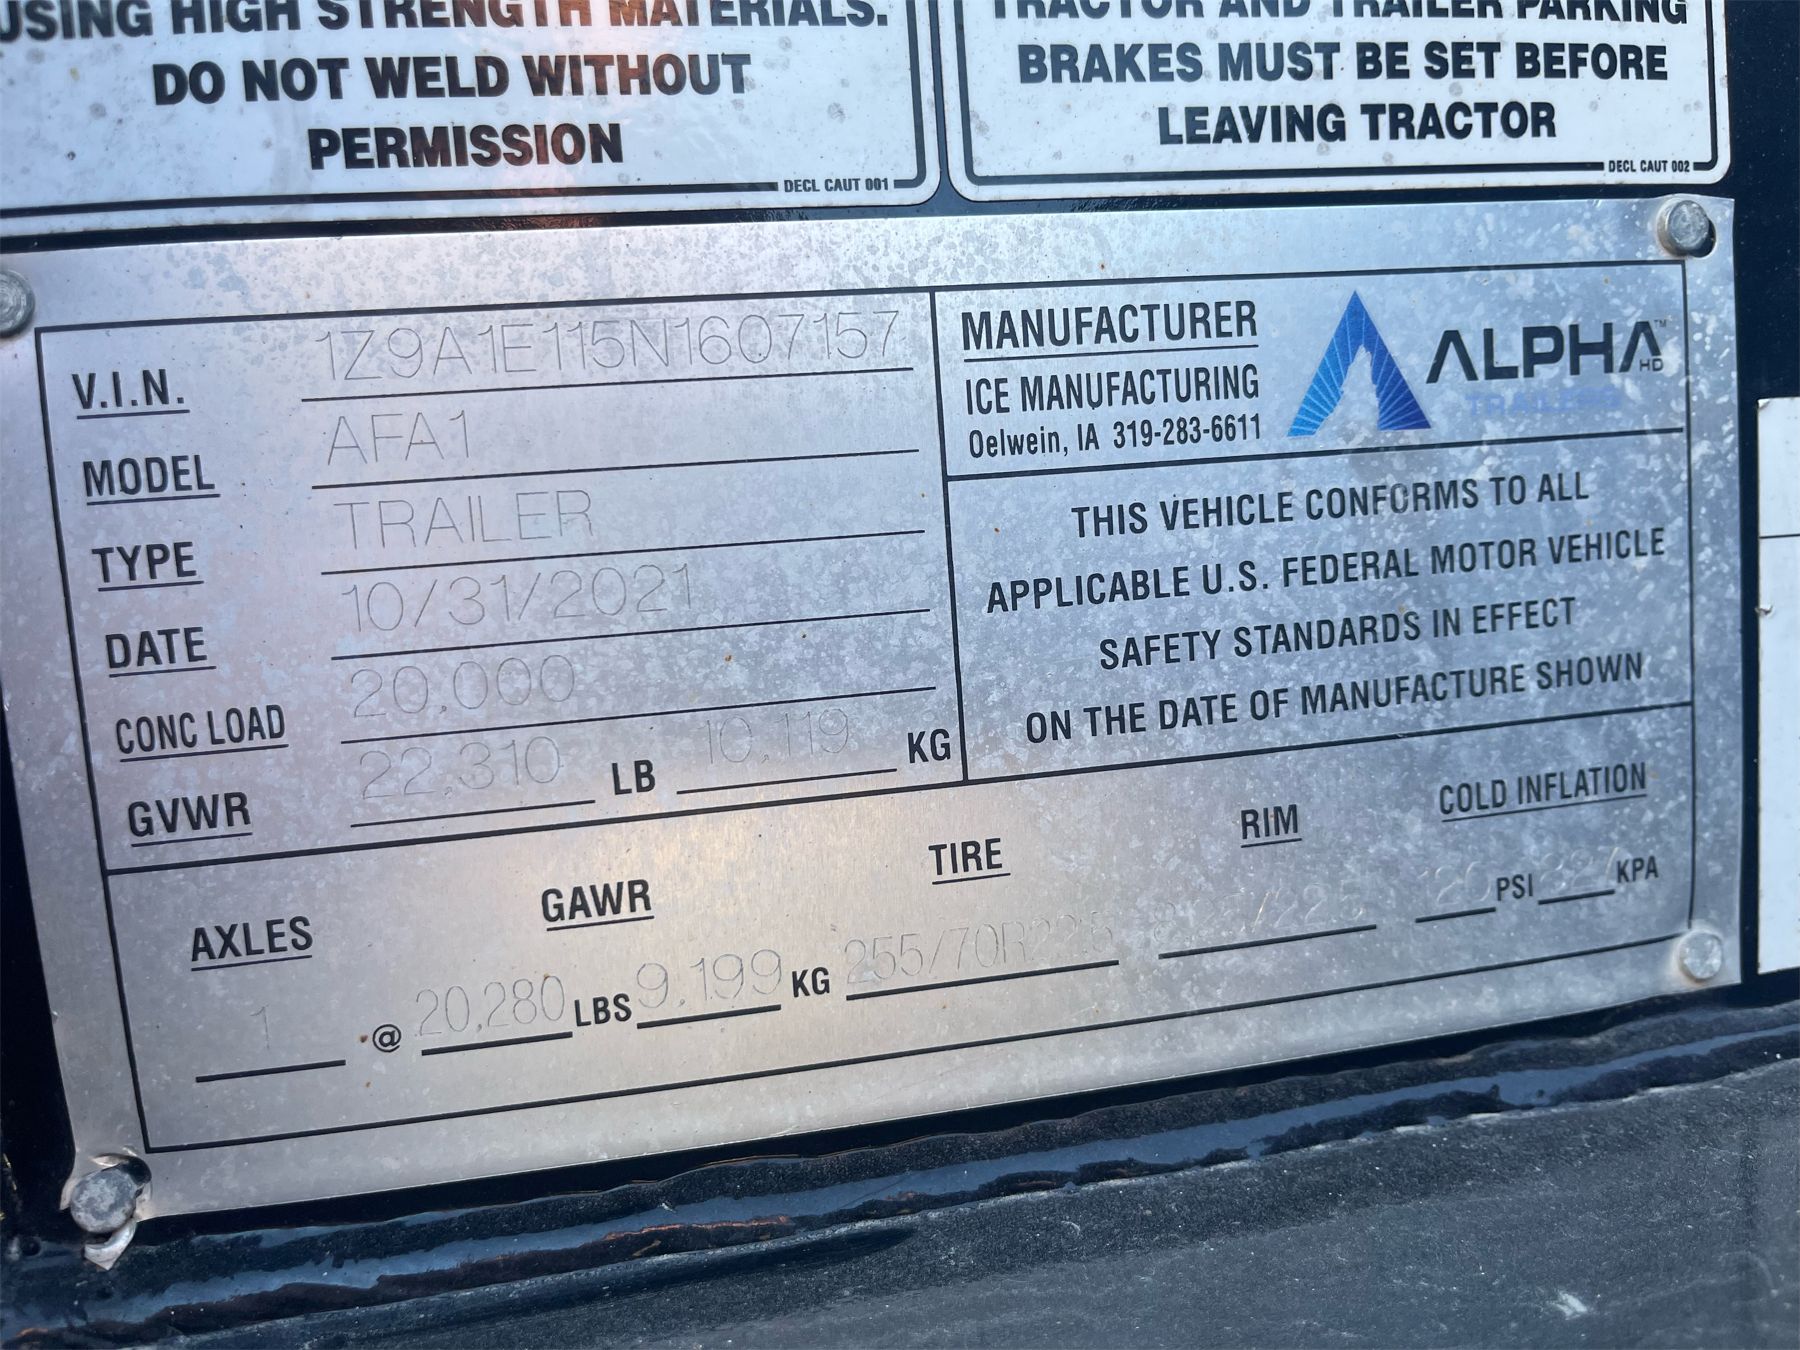 USING HIGH STRENGTH MATERIALS.
DO NOT WELD WITHOUT
PERMISSION
DECL CAUT 001
TRACTOR AND TRAILER PARKING
BRAKES MUST BE SET BEFORE
LEAVING TRACTOR
DECL CAUT 002
V.I.N. 1Z9A1E115N1607157
MODEL AFA1
TYPE TRAILER
DATE 10/31/2021
CONC LOAD 20,000
GVWR 22,310 LB 10,119 KG
MANUFACTURER
ICE MANUFACTURING
Oelwein, IA 319-283-6611
ALPHA HD
TM
TRAILERS
THIS VEHICLE CONFORMS TO ALL
APPLICABLE U.S. FEDERAL MOTOR VEHICLE
SAFETY STANDARDS IN EFFECT
ON THE DATE OF MANUFACTURE SHOWN
AXLES GAWR TIRE RIM COLD INFLATION
1 @ 20,280 LBS 9,199 KG 255/70R22.5 PSI KPA